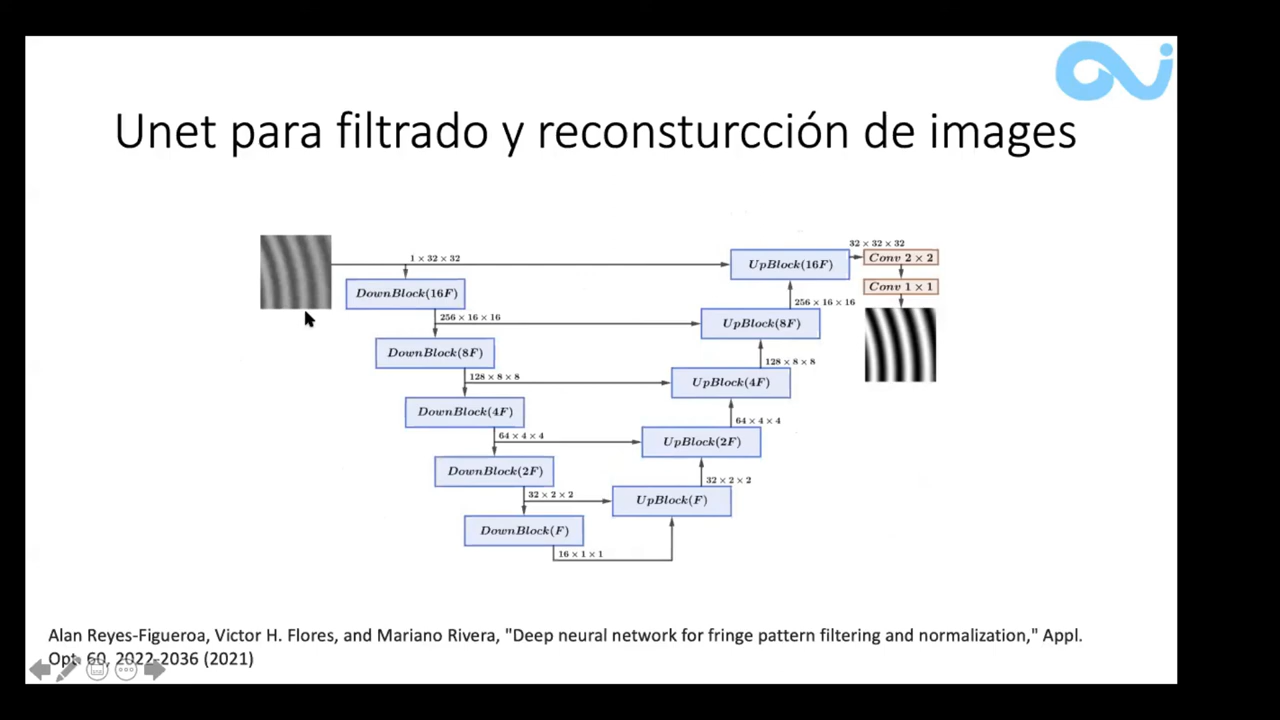 Unet para filtrado y reconsturcción de images
1 × 32 × 32
UpBlock(16F)
32 × 32 × 32
Conv 2 × 2
DownBlock(16F)
Conv 1 × 1
256 × 16 × 16
256 × 16 × 16
UpBlock(8F)
DownBlock(8F)
128 × 8 × 8
128 × 8 × 8
UpBlock(4F)
DownBlock(4F)
64 × 4 × 4
64 × 4 × 4
UpBlock(2F)
DownBlock(2F)
32 × 2 × 2
32 × 2 × 2
UpBlock(F)
DownBlock(F)
16 × 1 × 1
Alan Reyes-Figueroa, Victor H. Flores, and Mariano Rivera, "Deep neural network for fringe pattern filtering and normalization," Appl.
Opt. 60, 2022-2036 (2021)